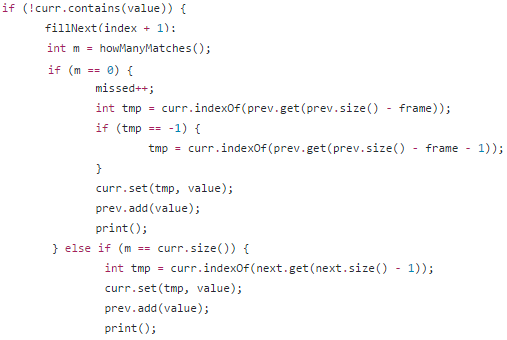 if (!curr.contains(value)) {
fillNext(index + 1);
int m = howManyMatches();
if (m == 0) {
missed++;
int tmp = curr.indexOf(prev.get(prev.size() - frame));
if (tmp == -1) {
tmp = curr.indexOf(prev.get(prev.size() - frame - 1));
}
curr.set(tmp, value);
prev.add(value);
print();
} else if (m == curr.size()) {
int tmp = curr.indexOf(next.get(next.size() - 1));
curr.set(tmp, value);
prev.add(value);
print();